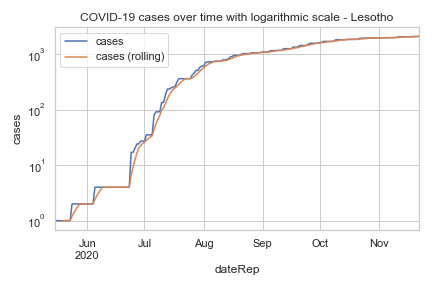 COVID-19 cases over time with logarithmic scale - Lesotho
cases
cases (rolling)
10³
10²
10¹
10⁰
cases
Jun
2020
Jul
Aug
Sep
Oct
Nov
dateRep